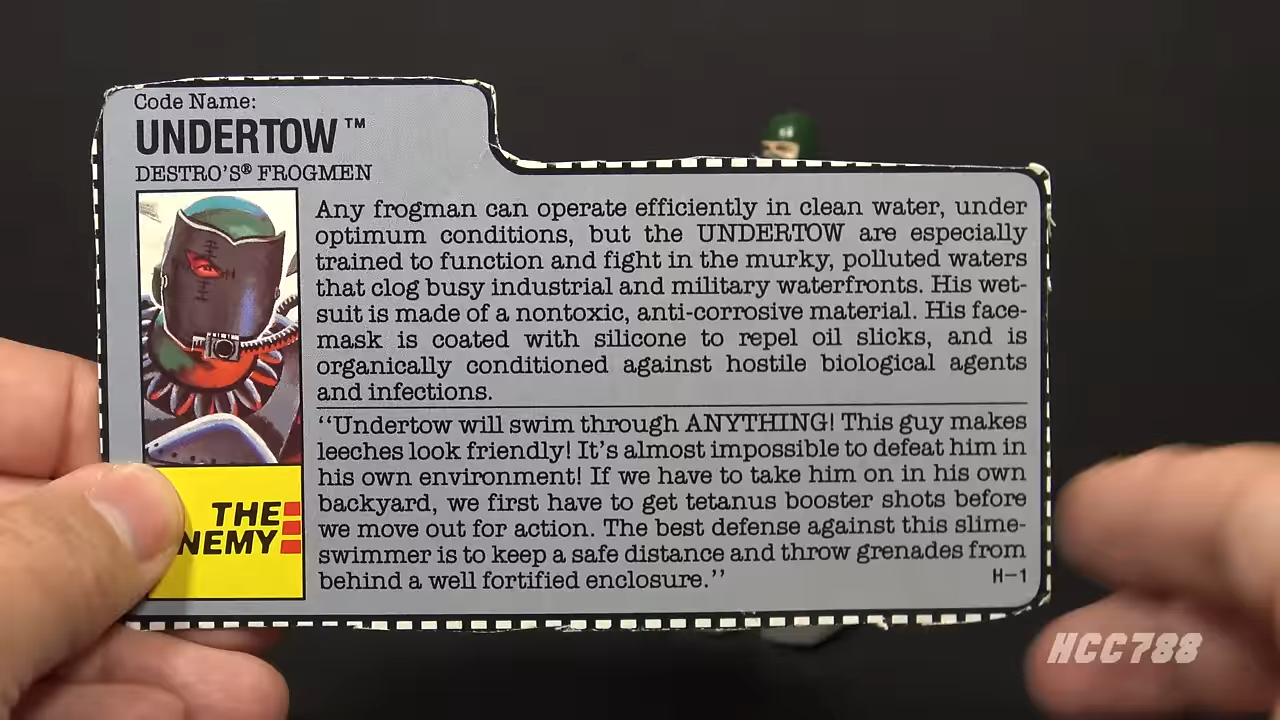 Code Name:
UNDERTOW™
DESTRO'S® FROGMEN
Any frogman can operate efficiently in clean water, under
optimum conditions, but the UNDERTOW are especially
trained to function and fight in the murky, polluted waters
that clog busy industrial and military waterfronts. His wet-
suit is made of a nontoxic, anti-corrosive material. His face-
mask is coated with silicone to repel oil slicks, and is
organically conditioned against hostile biological agents
and infections.
"Undertow will swim through ANYTHING! This guy makes
leeches look friendly! It's almost impossible to defeat him in
his own environment! If we have to take him on in his own
backyard, we first have to get tetanus booster shots before
we move out for action. The best defense against this slime-
swimmer is to keep a safe distance and throw grenades from
behind a well fortified enclosure."
H-1
THE
NEMY
HCC788